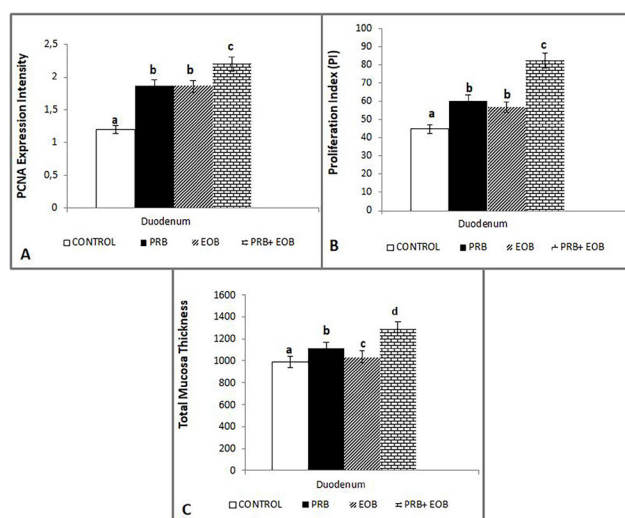 PCNA Expression Intensity
2,5
2
1,5
1
0,5
0
a
b
b
c
Duodenum
CONTROL PRB EOB PRB+ EOB
A
Proliferation Index (PI)
100
90
80
70
60
50
40
30
20
10
0
a
b
b
c
Duodenum
CONTROL PRB EOB PRB+ EOB
B
Total Mucosa Thickness
1600
1400
1200
1000
800
600
400
200
0
a
b
c
d
Duodenum
CONTROL PRB EOB PRB+ EOB
C